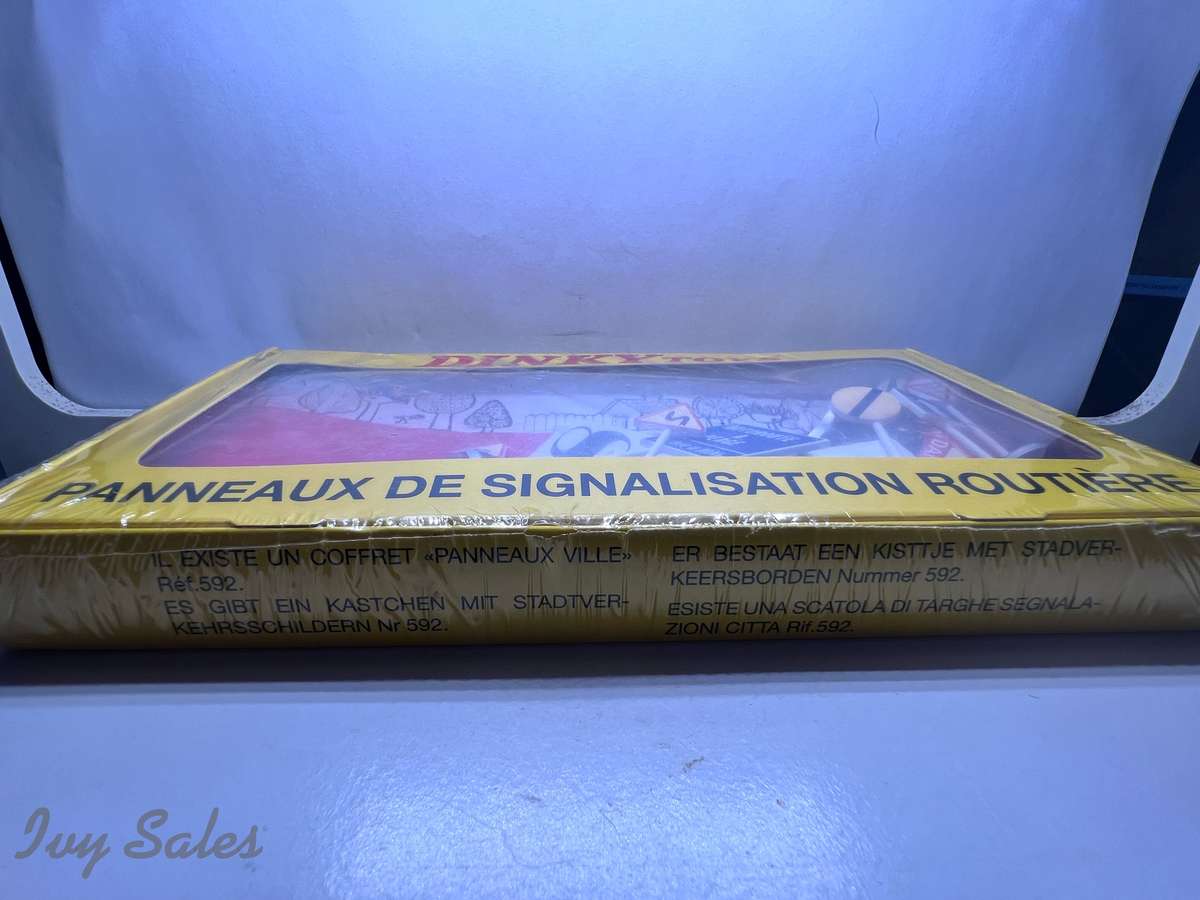 DINKY TOYS
PANNEAUX DE SIGNALISATION ROUTIÈRE
IL EXISTE UN COFFRET «PANNEAUX VILLE»
Réf.592.
ES GIBT EIN KASTCHEN MIT STADTVER-
KEHRSSCHILDERN Nr 592.
ER BESTAAT EEN KISTTJE MET STADVER-
KEERSBORDEN Nummer 592.
ESISTE UNA SCATOLA DI TARGHE SEGNALA-
ZIONI CITTA Rif.592.
Ivy Sales